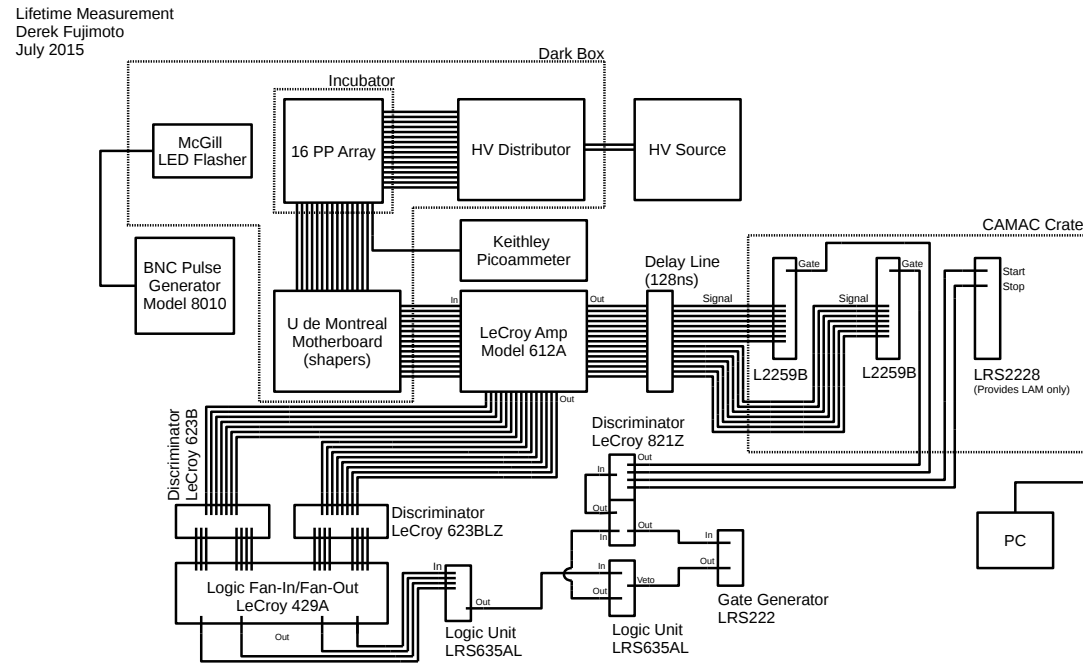 Lifetime Measurement
Derek Fujimoto
July 2015
Dark Box
Incubator
McGill
LED Flasher
16 PP Array
HV Distributor
HV Source
BNC Pulse
Generator
Model 8010
Keithley
Picoammeter
CAMAC Crate
Delay Line
(128ns)
Gate
Gate
Start
Stop
In
Out
Signal
Signal
U de Montreal
Motherboard
(shapers)
LeCroy Amp
Model 612A
L2259B
L2259B
LRS2228
(Provides LAM only)
Out
Discriminator
LeCroy 623B
Discriminator
LeCroy 821Z
Out
In
Out
In
Out
Discriminator
LeCroy 623BLZ
In
Out
PC
Logic Fan-In/Fan-Out
LeCroy 429A
Out
In
Out
Logic Unit
LRS635AL
In
Out
Veto
Logic Unit
LRS635AL
Gate Generator
LRS222